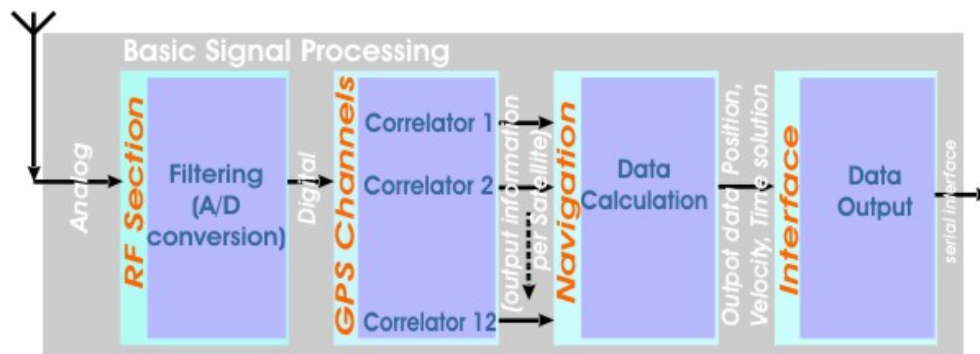 Basic Signal Processing
Analog
RF Section
Filtering
(A/D
conversion)
Digital
GPS Channels
Correlator 1
Correlator 2
Correlator 12
(output information
per Satellite)
Navigation
Data
Calculation
Outpot data Position,
Velocity, Time solution
Interface
Data
Output
serial interface